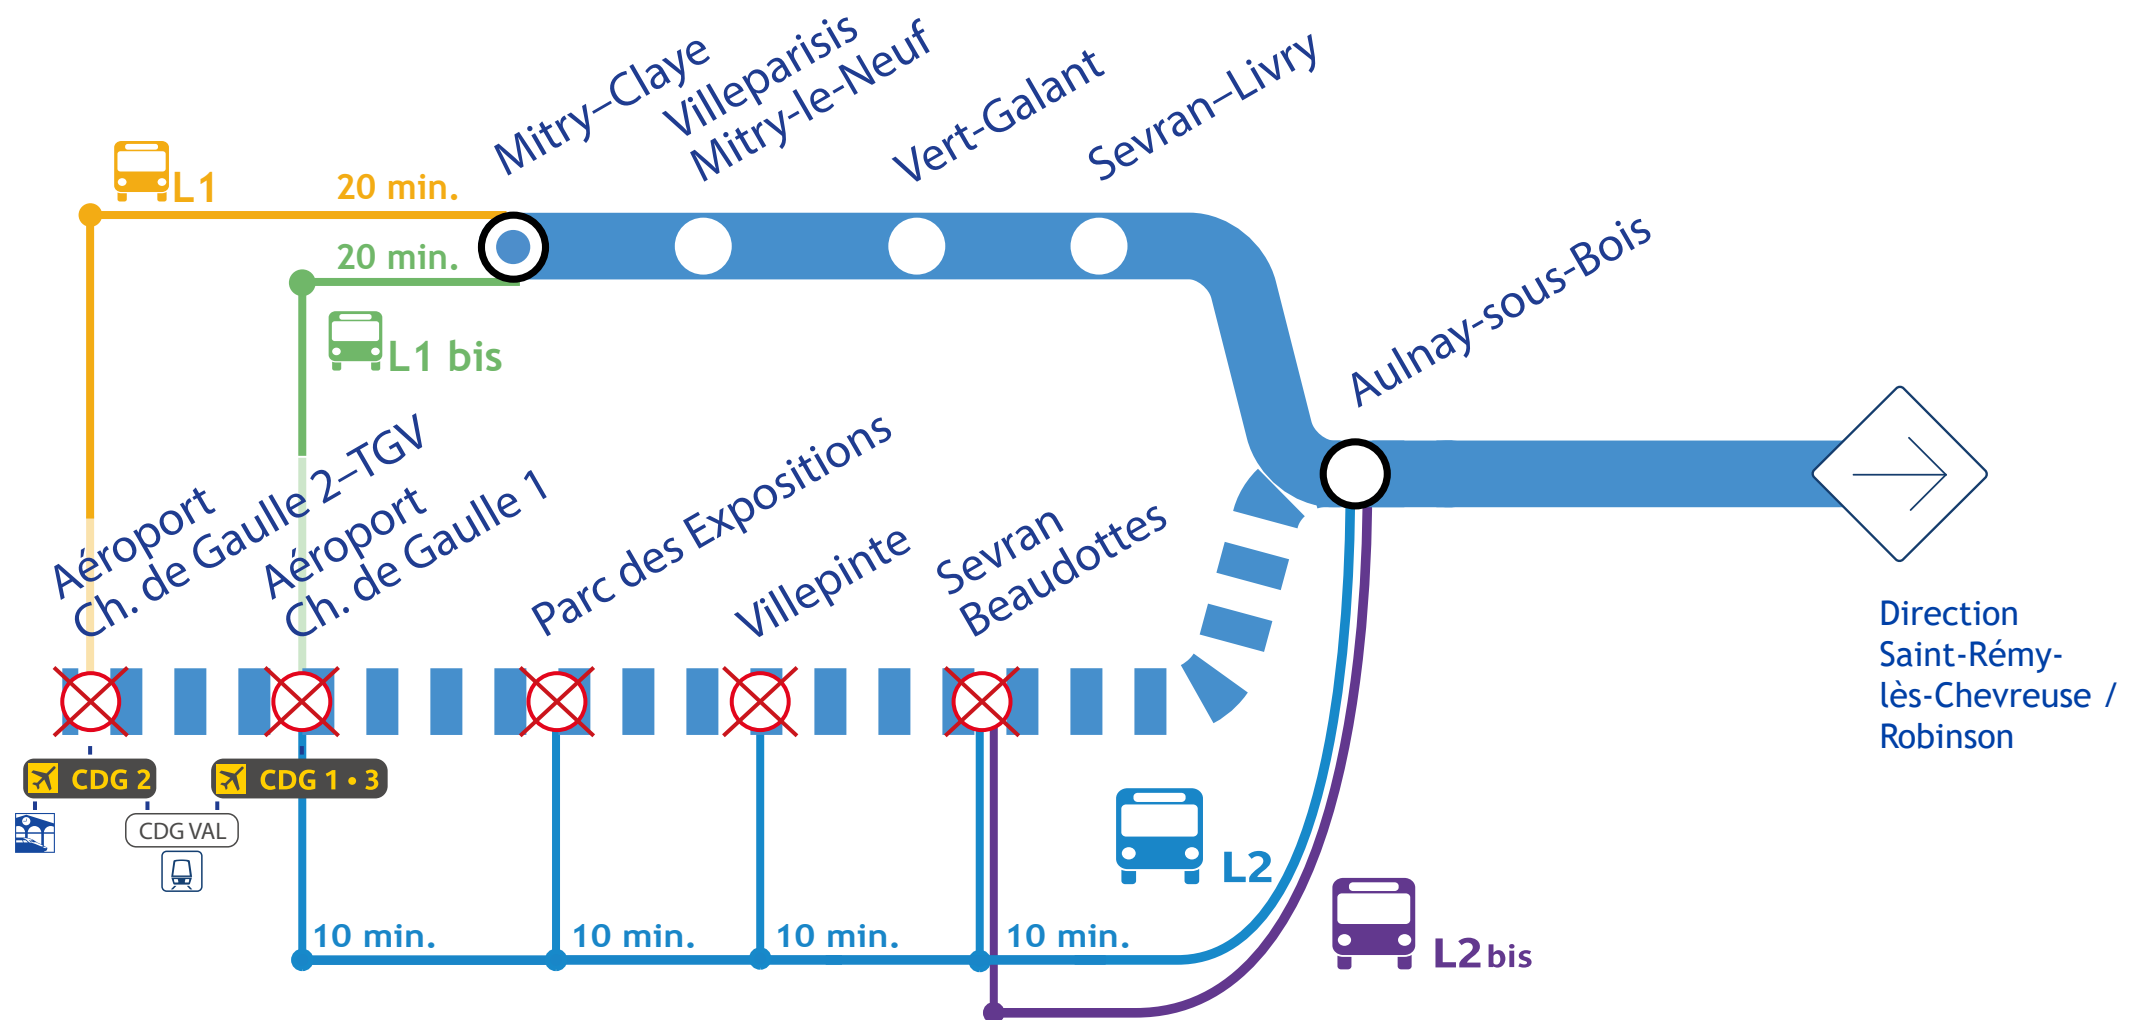 Mitry–Claye
Villeparisis
Mitry-le-Neuf
Vert-Galant
Sevran–Livry
L1
20 min.
20 min.
L1 bis
Aulnay-sous-Bois
Aéroport
Ch. de Gaulle 2–TGV
Aéroport
Ch. de Gaulle 1
Parc des Expositions
Villepinte
Sevran
Beaudottes
Direction
Saint-Rémy-
lès-Chevreuse /
Robinson
CDG 2
CDG 1 • 3
CDG VAL
L2
10 min.
10 min.
10 min.
10 min.
L2 bis